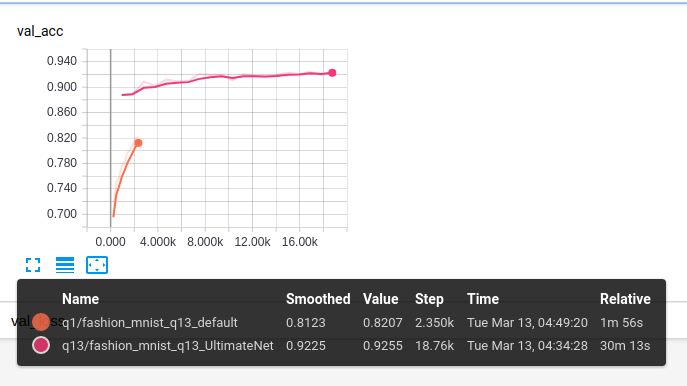 val_acc
0.940
0.900
0.860
0.820
0.780
0.740
0.700
0.000 4.000k 8.000k 12.00k 16.00k
Name Smoothed Value Step Time Relative
q1/fashion_mnist_q13_default 0.8123 0.8207 2.350k Tue Mar 13, 04:49:20 1m 56s
q13/fashion_mnist_q13_UltimateNet 0.9225 0.9255 18.76k Tue Mar 13, 04:34:28 30m 13s